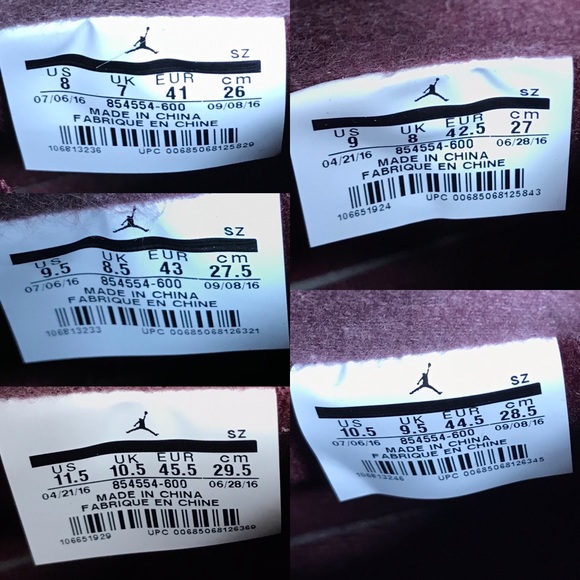 SZ
US UK EUR cm
8 7 41 26
07/06/16 854554-600 09/08/16
MADE IN CHINA
FABRIQUE EN CHINE
106813236 UPC 00685068125829
SZ
US UK EUR cm
9 8 42.5 27
04/21/16 854554-600 06/28/16
MADE IN CHINA
FABRIQUE EN CHINE
106651924 UPC 00685068125843
SZ
US UK EUR cm
9.5 8.5 43 27.5
07/06/16 854554-600 09/08/16
MADE IN CHINA
FABRIQUE EN CHINE
106813233 UPC 00685068126321
SZ
US UK EUR cm
10.5 9.5 44.5 28.5
07/06/16 854554-600 09/08/16
MADE IN CHINA
FABRIQUE EN CHINE
106813246 UPC 00685068126345
SZ
US UK EUR cm
11.5 10.5 45.5 29.5
04/21/16 854554-600 06/28/16
MADE IN CHINA
FABRIQUE EN CHINE
106651929 UPC 00685068126369